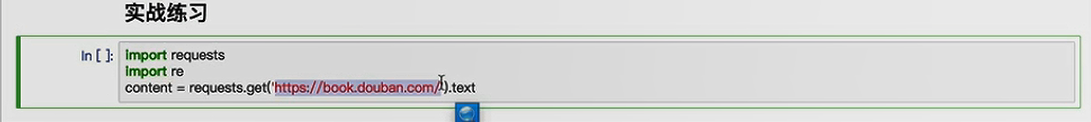 实战练习
In [ ]:
import requests
import re
content = requests.get('https://book.douban.com/').text